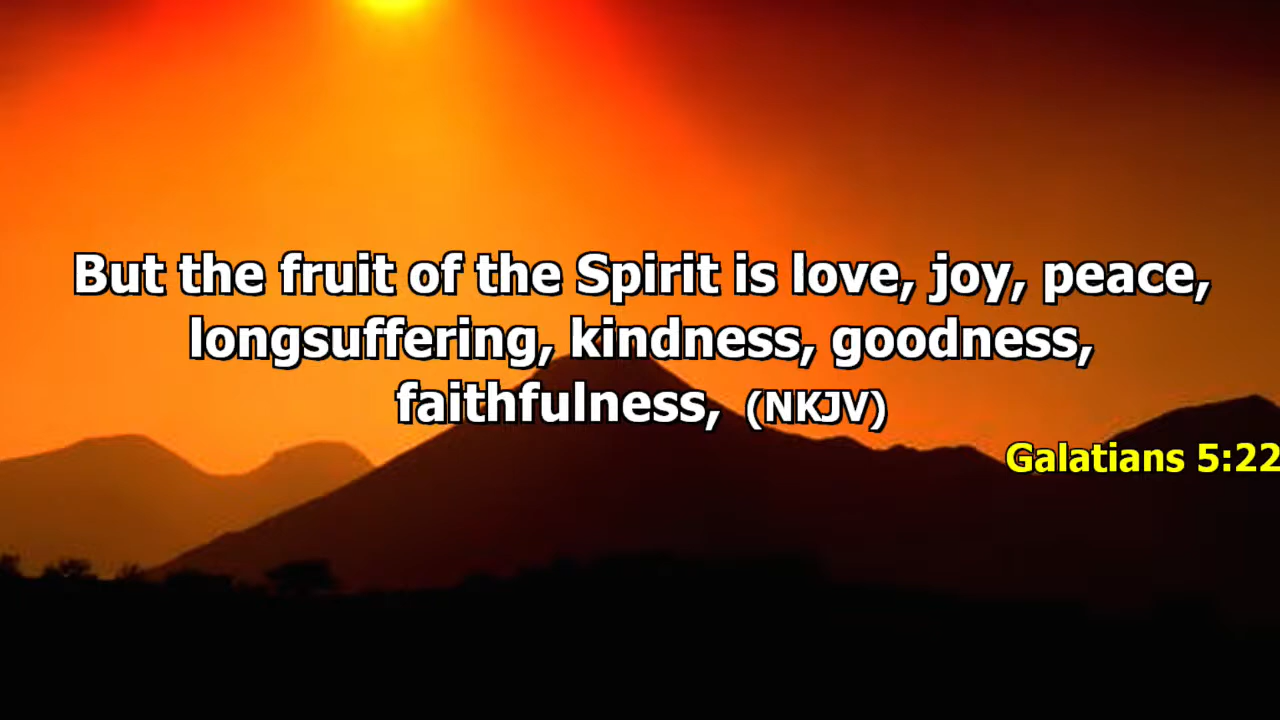 But the fruit of the Spirit is love, joy, peace,
longsuffering, kindness, goodness,
faithfulness, (NKJV)
Galatians 5:22